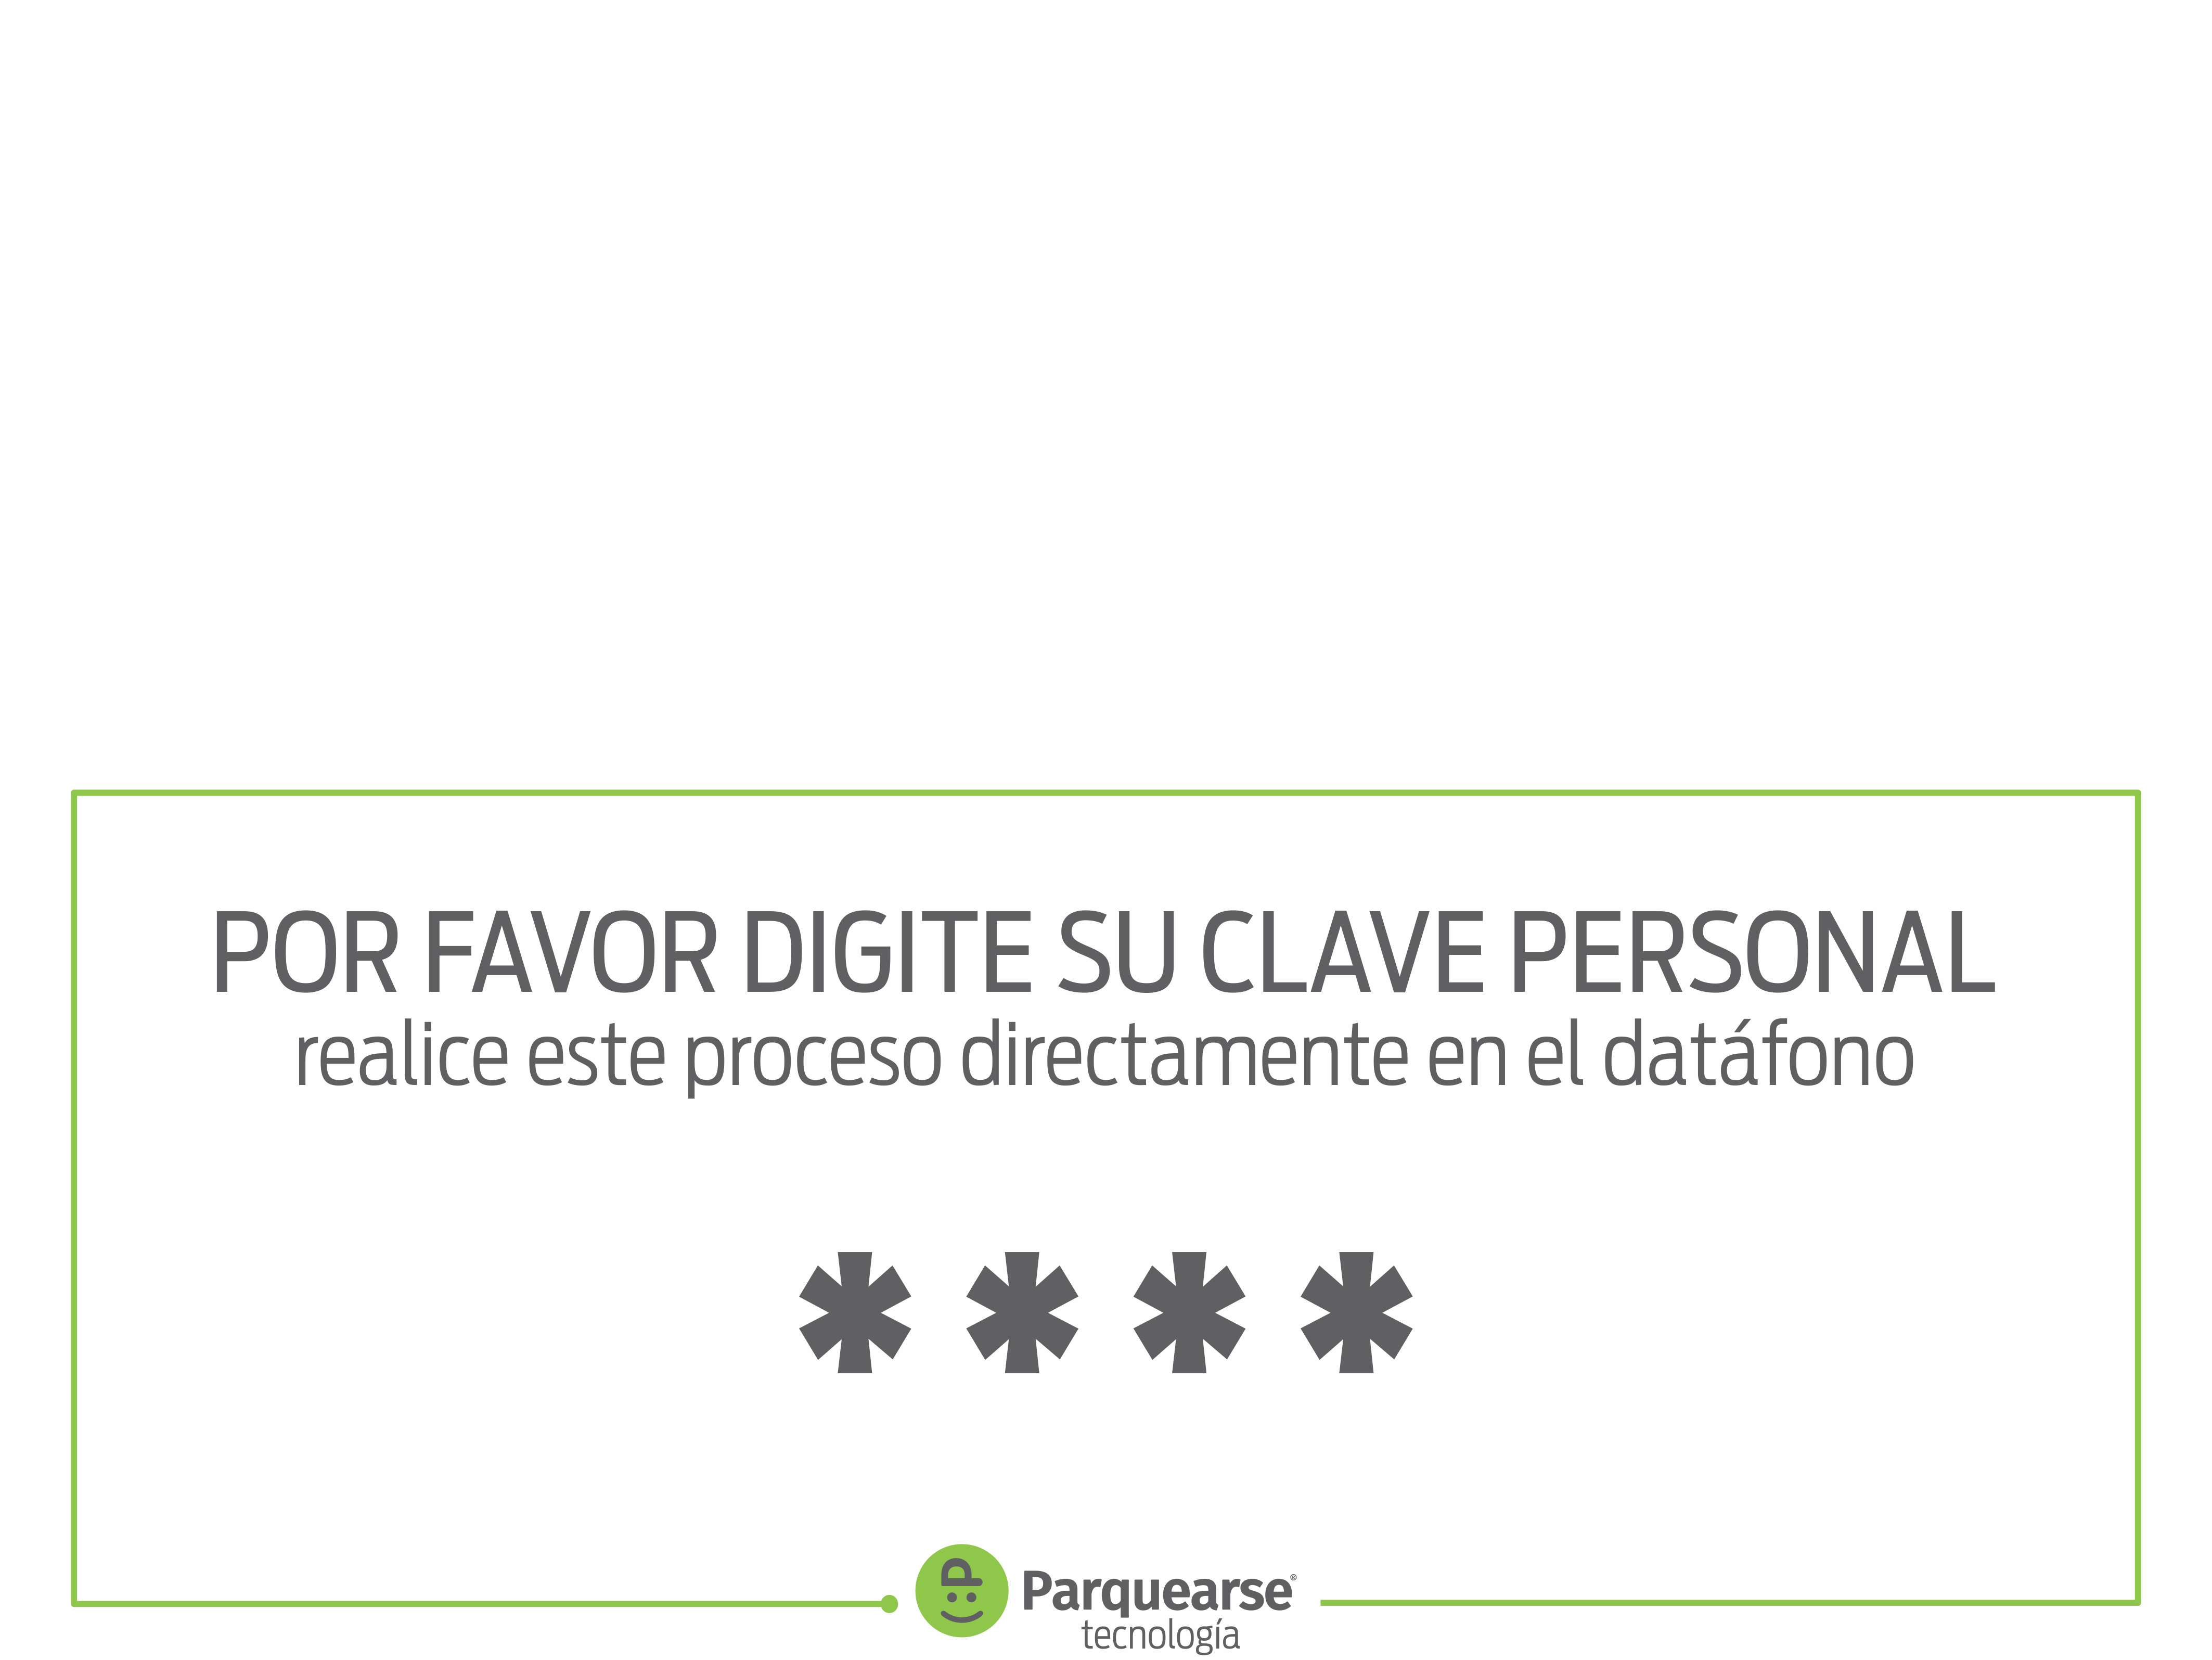 POR FAVOR DIGITE SU CLAVE PERSONAL
realice este proceso directamente en el datáfono
* * * *
Parquearse®
tecnología